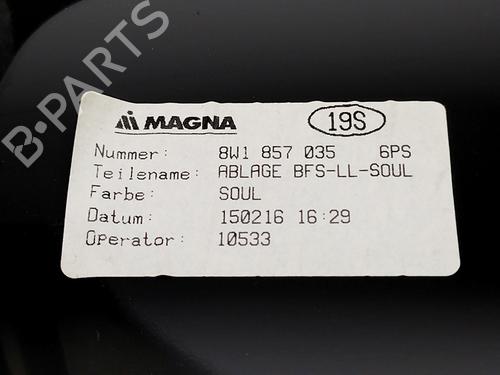 MAGNA 19S
Nummer: 8W1 857 035 6PS
Teilename: ABLAGE BFS-LL-SOUL
Farbe: SOUL
Datum: 150216 16:29
Operator: 10533
B-PARTS